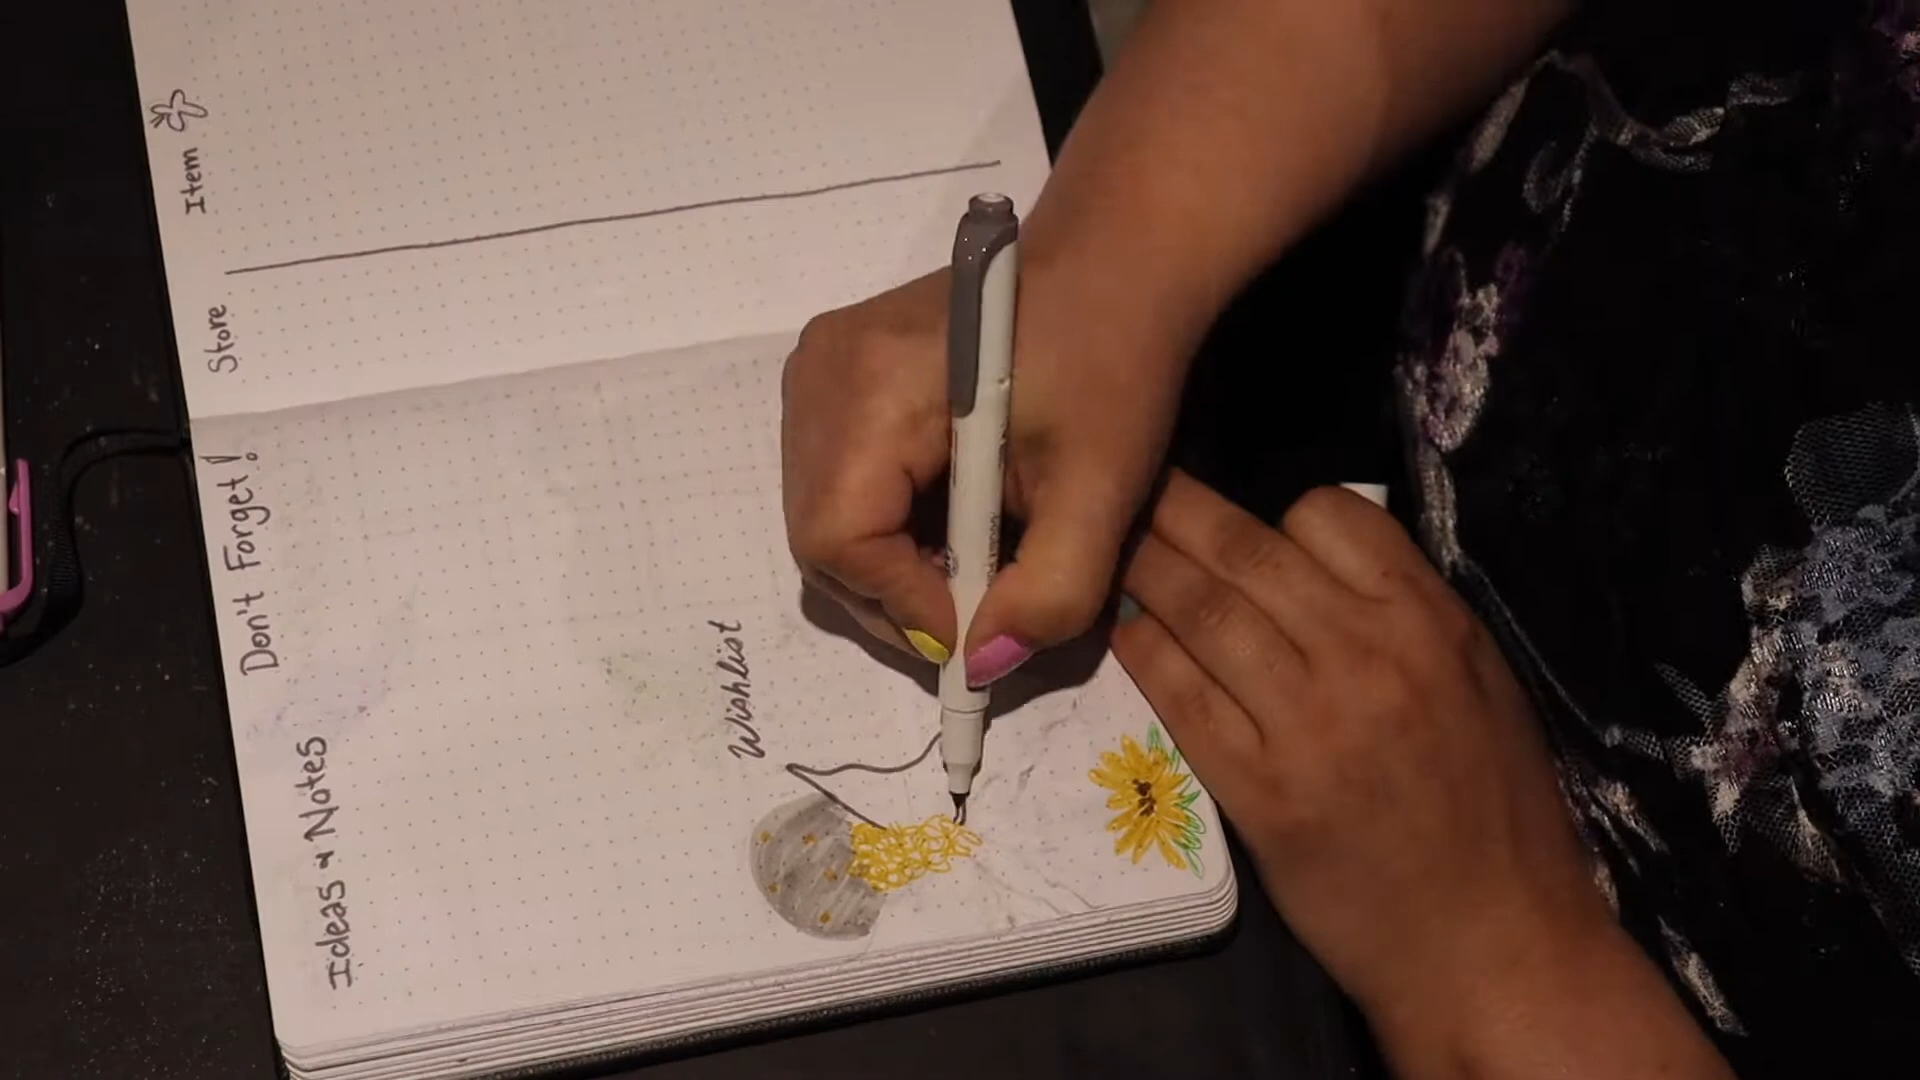 Item
Store
Don't Forget!
Ideas & Notes
Wishlist